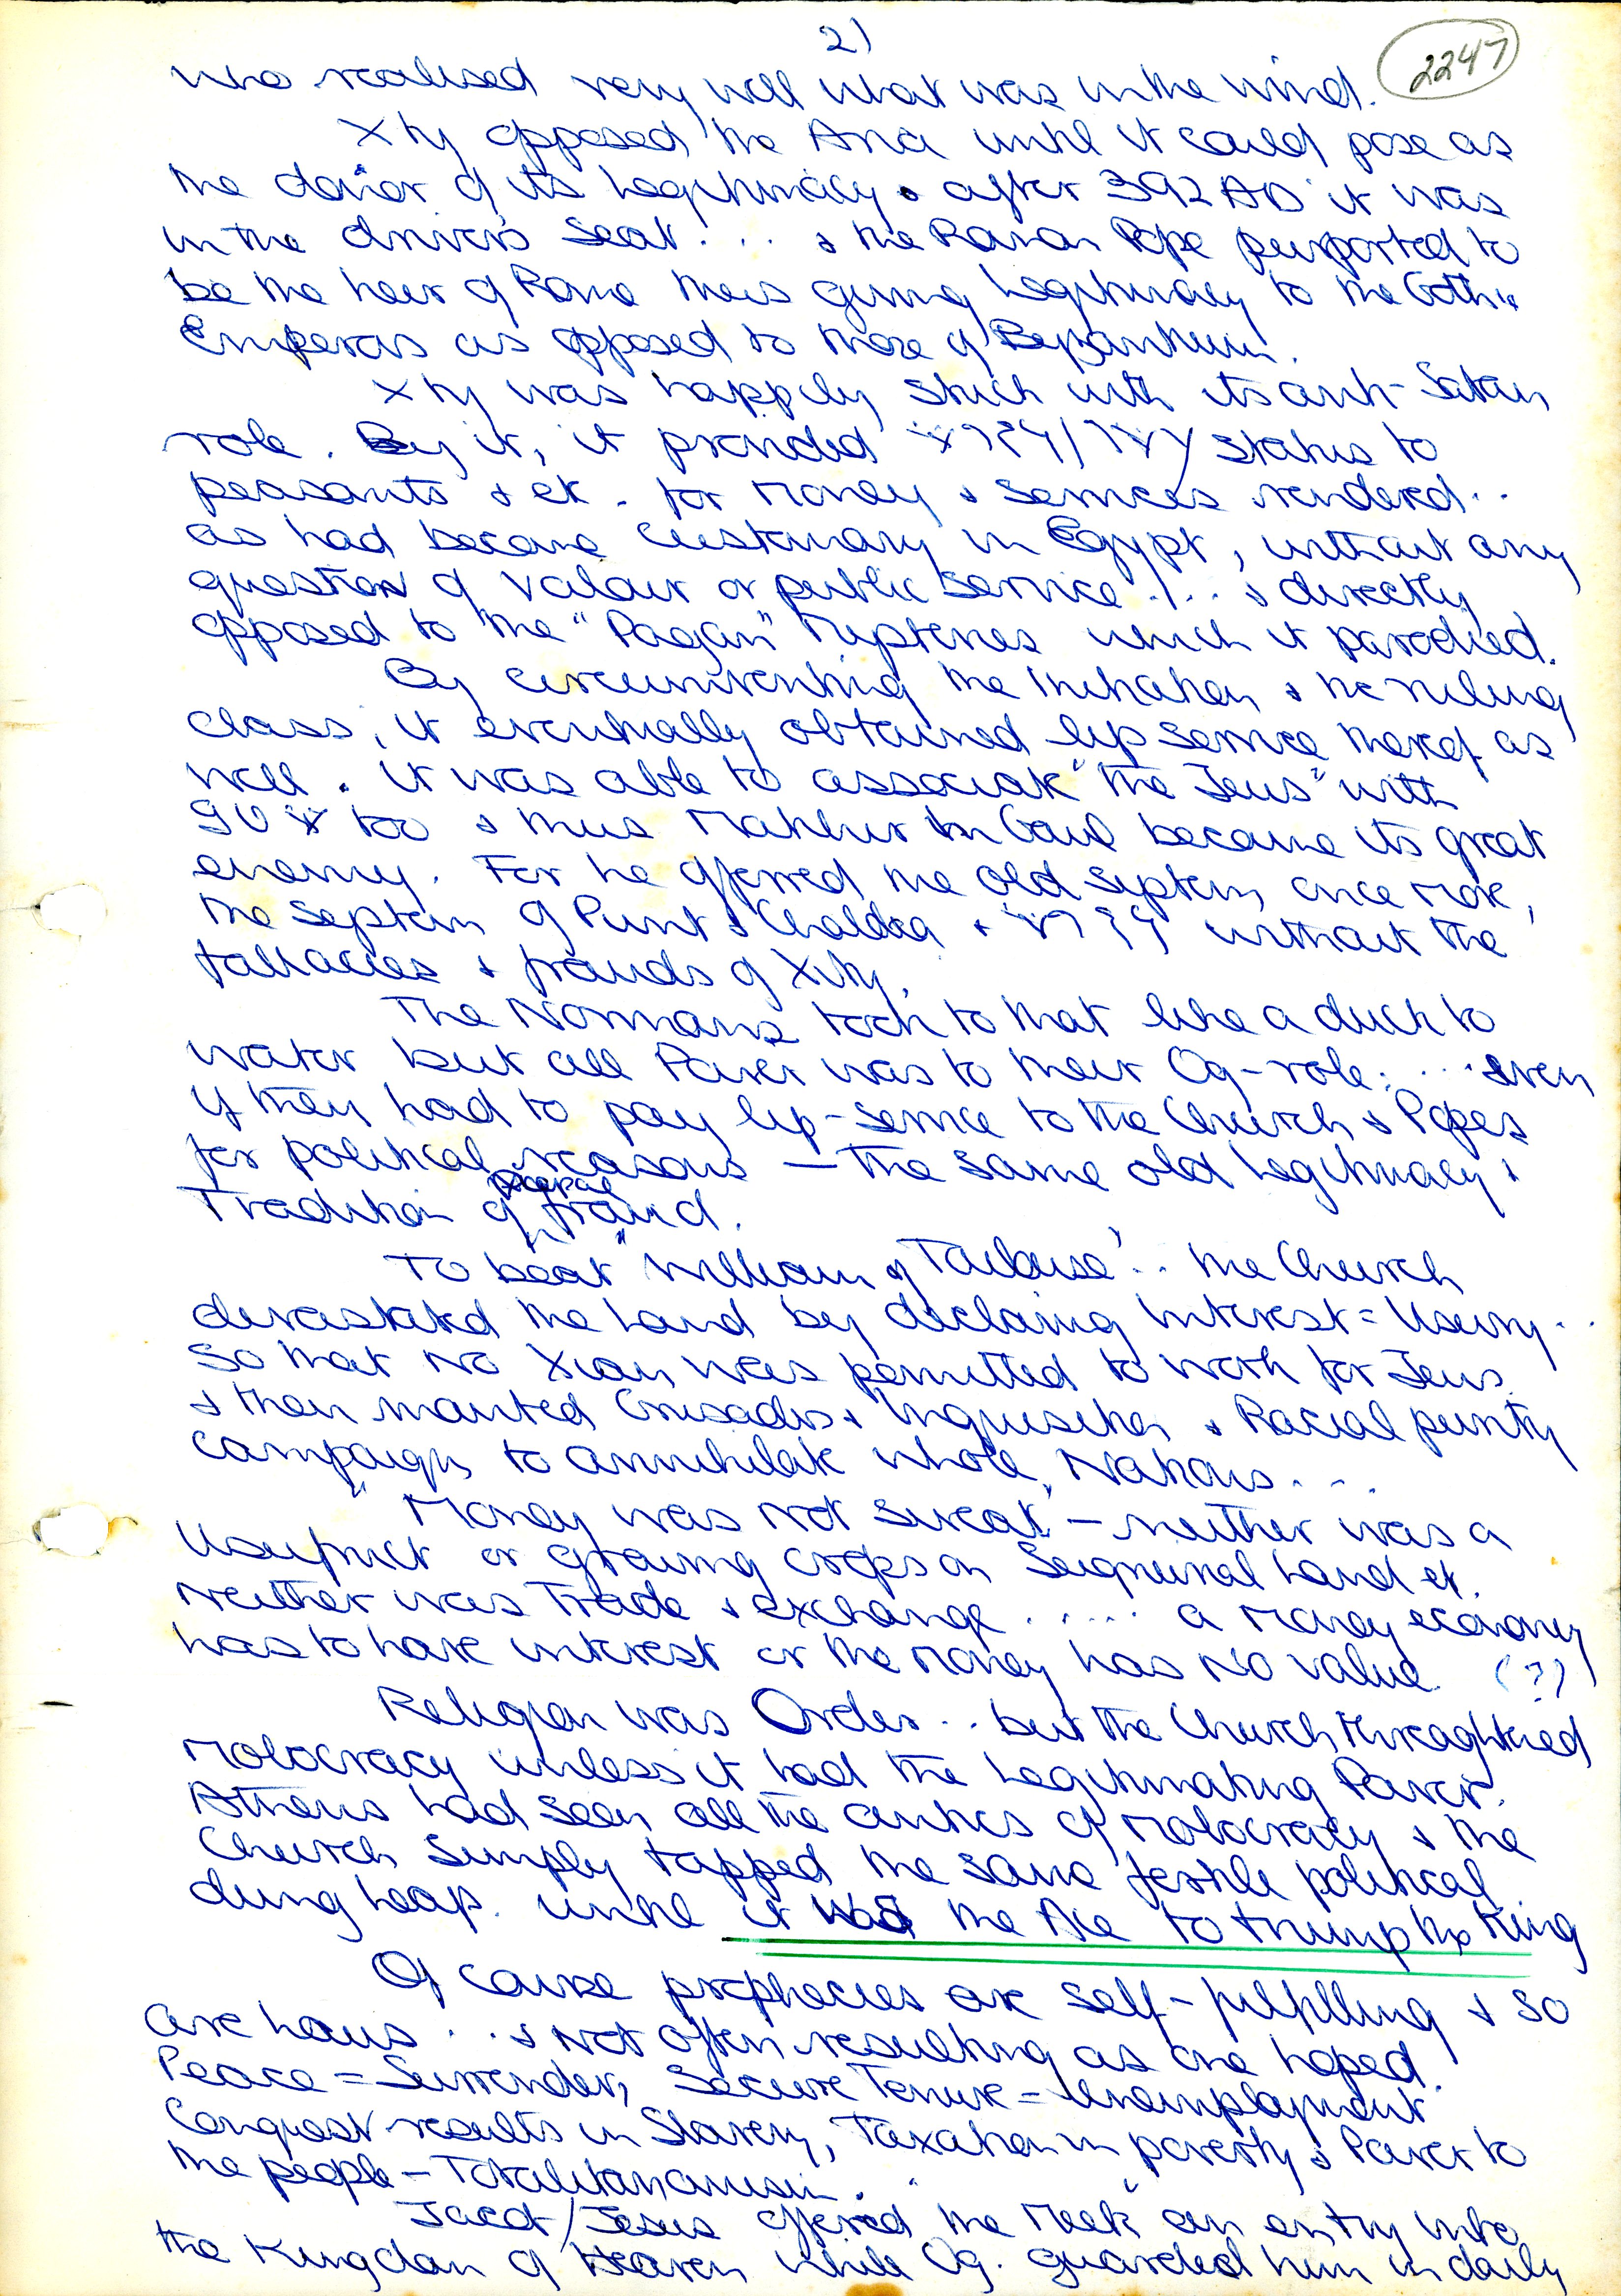 2)
2247
who realised very well what was in the wind.
Xty opposed the Arici until it could pose as
the donor of its Legitimacy & after 392 AD it was
in the drivers seat ... & the Roman Pope purported to
be the heir of Rome thus giving Legitimacy to the Gothic
Emperors as opposed to those of Byzantium.
Xty was happily stuck with its anti-Satan
role. By it, it provided status to
peasants & etc. for Money & Services rendered..
as had become customary in Egypt, without any
question of Valour or public service ... & directly
opposed to the "Pagan" Mysteries which it parodied.
By circumventing the Initiation & the ruling
class, it eventually obtained lip service thereof as
well. It was able to associate "the Jews" with
too & thus Makhir in Gaul became its great
enemy. For he offered the old system once more,
the system of Punt & Chaldea & without the
fallacies & frauds of Xity.
The Normans took to that like a duck to
water but all Power was to their Og-role: ... even
if they had to pay lip-service to the Church & Popes
for political reasons — the same old Legitimacy &
Tradition of Papal fraud.
To beat "William of Toulouse".. the Church
devastated the Land by declaring Interest = Usury..
so that no Xian was permitted to work for Jews.
& then mounted Crusades & Inquisition & Racial purity
campaigns to annihilate whole Nations...
"Money was not sweat" — neither was a
Usufruct or growing crops on Seigneurial Land etc.
Neither was Trade & exchange ..... a Money economy
has to have interest or the Money has no value. (?)
Religion was Order .. but the Church threaghtned
Mobocracy unless it had the Legitimating Power.
Athens had seen all the antics of Mobocracy & the
Church simply tapped the same fertile political
dung heap. until it was the Ace to trump the King
Of course prophecies are self-fulfilling & so
are hows .. & not often resulting as one hoped.
Peace = Surrender, Secure Tenure = Unemployment
Conquest results in Slavery, Taxation in poverty & Power to
the people - Totalitarianism.
Jacob/Jesus offered the "Meek" an entry into
the Kingdom of Heaven while Og. guarded him in daily